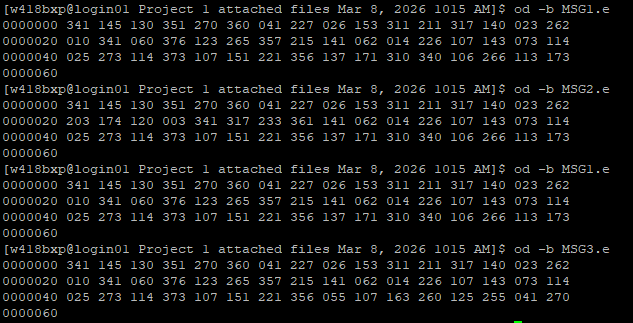 [w418bxp@login01 Project 1 attached files Mar 8, 2026 1015 AM]$ od -b MSG1.e
0000000 341 145 130 351 270 360 041 227 026 153 311 211 317 140 023 262
0000020 010 341 060 376 123 265 357 215 141 062 014 226 107 143 073 114
0000040 025 273 114 373 107 151 221 356 137 171 310 340 106 266 113 173
0000060
[w418bxp@login01 Project 1 attached files Mar 8, 2026 1015 AM]$ od -b MSG2.e
0000000 341 145 130 351 270 360 041 227 026 153 311 211 317 140 023 262
0000020 203 174 120 003 341 317 233 361 141 062 014 226 107 143 073 114
0000040 025 273 114 373 107 151 221 356 137 171 310 340 106 266 113 173
0000060
[w418bxp@login01 Project 1 attached files Mar 8, 2026 1015 AM]$ od -b MSG1.e
0000000 341 145 130 351 270 360 041 227 026 153 311 211 317 140 023 262
0000020 010 341 060 376 123 265 357 215 141 062 014 226 107 143 073 114
0000040 025 273 114 373 107 151 221 356 137 171 310 340 106 266 113 173
0000060
[w418bxp@login01 Project 1 attached files Mar 8, 2026 1015 AM]$ od -b MSG3.e
0000000 341 145 130 351 270 360 041 227 026 153 311 211 317 140 023 262
0000020 010 341 060 376 123 265 357 215 141 062 014 226 107 143 073 114
0000040 025 273 114 373 107 151 221 356 055 107 163 260 125 255 041 270
0000060